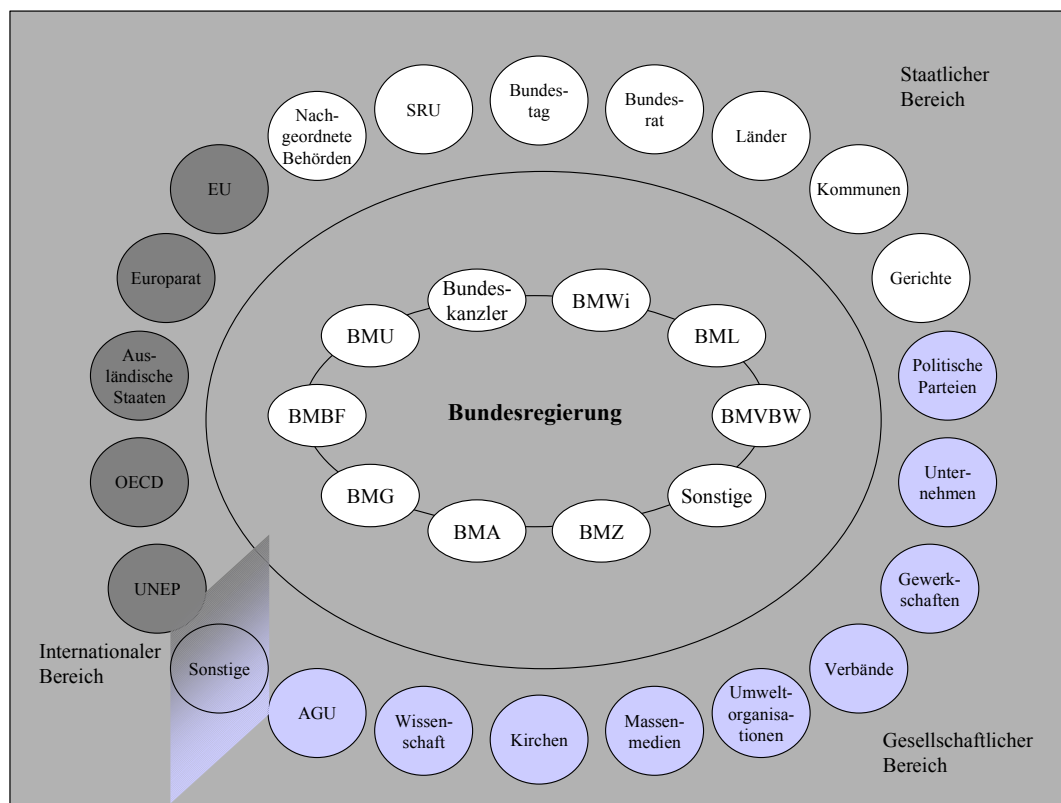 Staatlicher
Bereich
Bundes-
tag
SRU
Bundes-
rat
Nach-
geordnete
Behörden
Länder
EU
Kommunen
Europarat
Gerichte
Bundes-
kanzler
BMWi
BMU
BML
Aus-
ländische
Staaten
Politische
Parteien
BMBF
Bundesregierung
BMVBW
OECD
Unter-
nehmen
BMG
Sonstige
BMA
BMZ
UNEP
Gewerk-
schaften
Internationaler
Bereich
Sonstige
Verbände
AGU
Wissen-
schaft
Kirchen
Massen-
medien
Umwelt-
organisa-
tionen
Gesellschaftlicher
Bereich